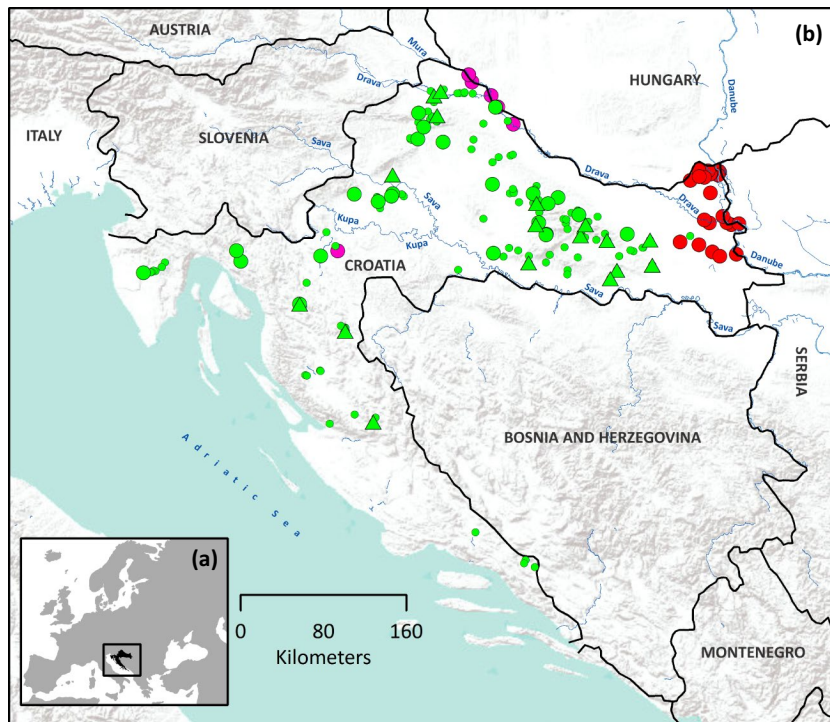 AUSTRIA
(b)
Mura
HUNGARY
Drava
Danube
ITALY
SLOVENIA
Sava
Drava
Sava
Drava
Kupa
Kupa
CROATIA
Danube
Sava
Sava
SERBIA
BOSNIA AND HERZEGOVINA
Adriatic Sea
(a)
0 80 160
Kilometers
MONTENEGRO